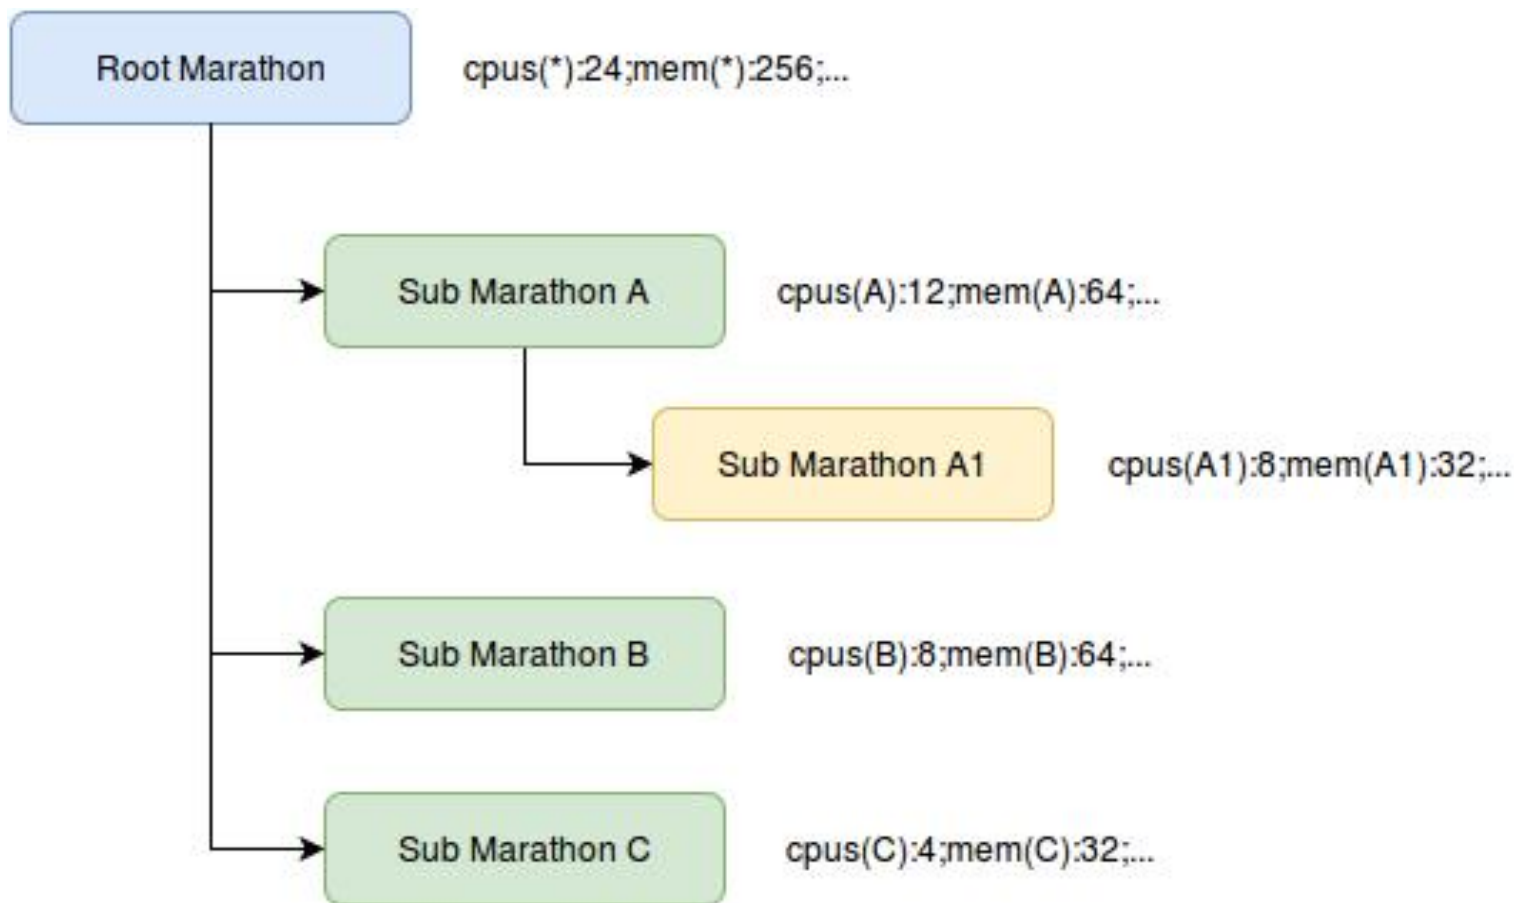 Root Marathon
cpus(*):24;mem(*):256;...
Sub Marathon A
cpus(A):12;mem(A):64;...
Sub Marathon A1
cpus(A1):8;mem(A1):32;...
Sub Marathon B
cpus(B):8;mem(B):64;...
Sub Marathon C
cpus(C):4;mem(C):32;...